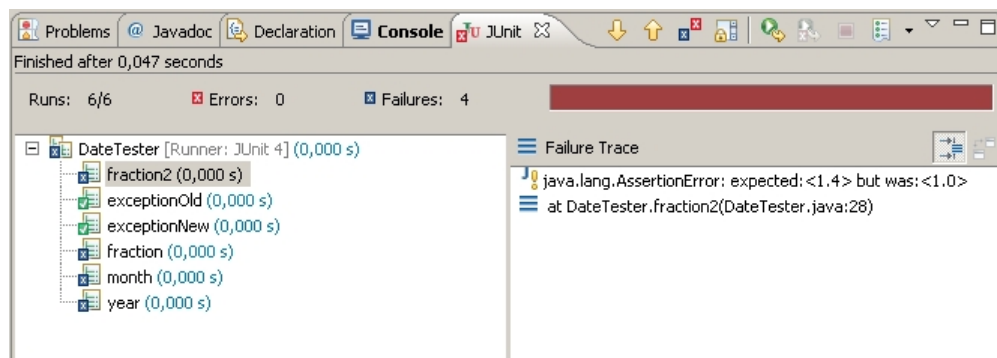 Problems @ Javadoc Declaration Console JU JUnit
Finished after 0,047 seconds
Runs: 6/6 Errors: 0 Failures: 4
DateTester [Runner: JUnit 4] (0,000 s)
fraction2 (0,000 s)
exceptionOld (0,000 s)
exceptionNew (0,000 s)
fraction (0,000 s)
month (0,000 s)
year (0,000 s)
Failure Trace
java.lang.AssertionError: expected:<1.4> but was:<1.0>
at DateTester.fraction2(DateTester.java:28)